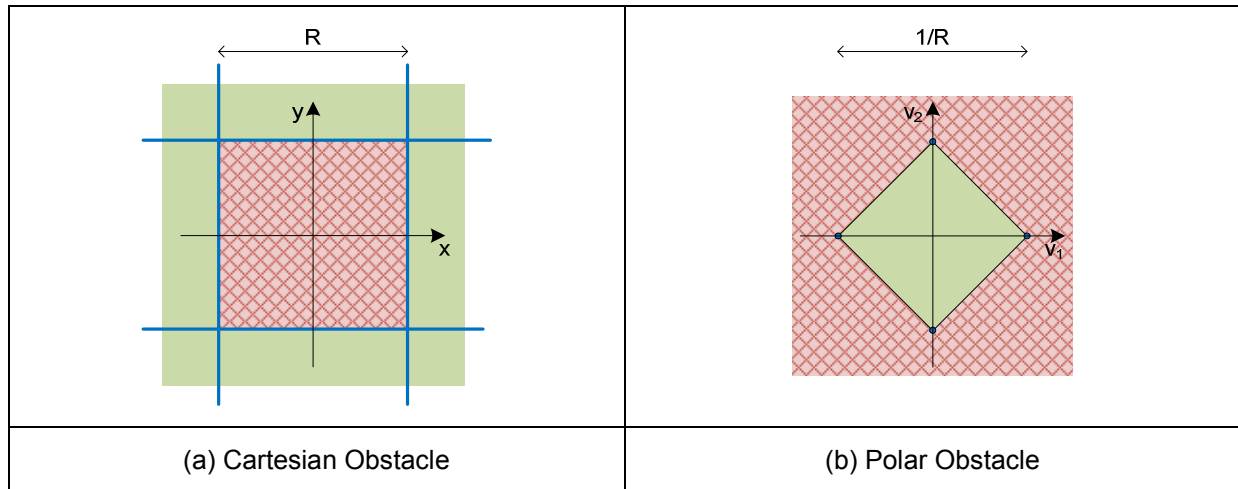 R
y
x
(a) Cartesian Obstacle
1/R
v₂
v₁
(b) Polar Obstacle